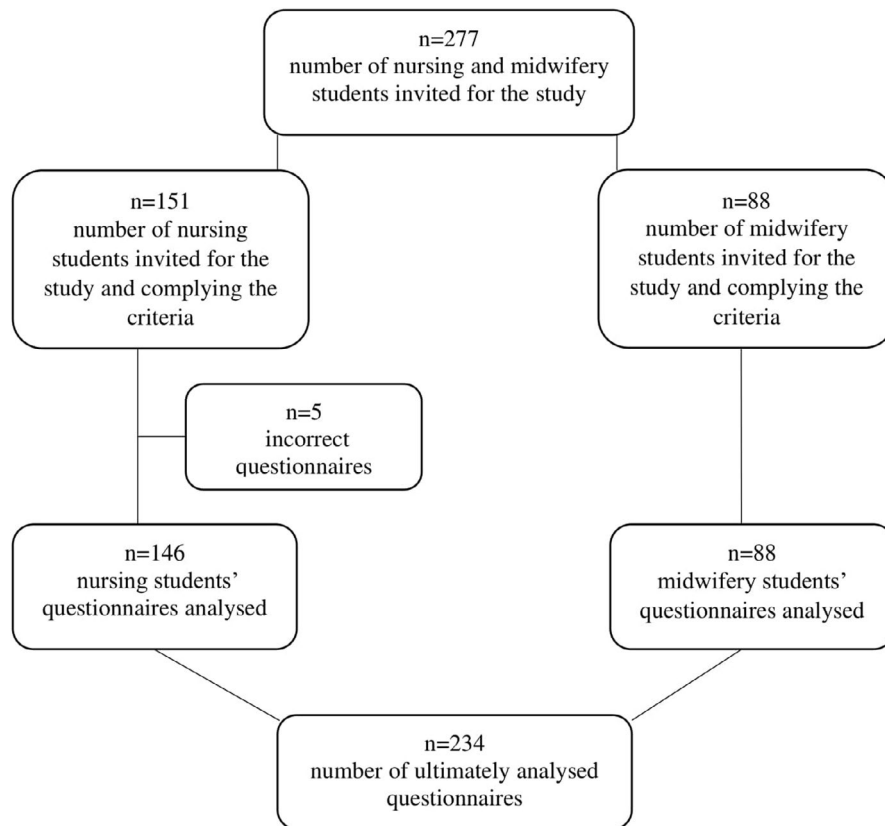 n=277
number of nursing and midwifery
students invited for the study
n=151
number of nursing
students invited for the
study and complying the
criteria
n=88
number of midwifery
students invited for the
study and complying the
criteria
n=5
incorrect
questionnaires
n=146
nursing students’
questionnaires analysed
n=88
midwifery students’
questionnaires analysed
n=234
number of ultimately analysed
questionnaires